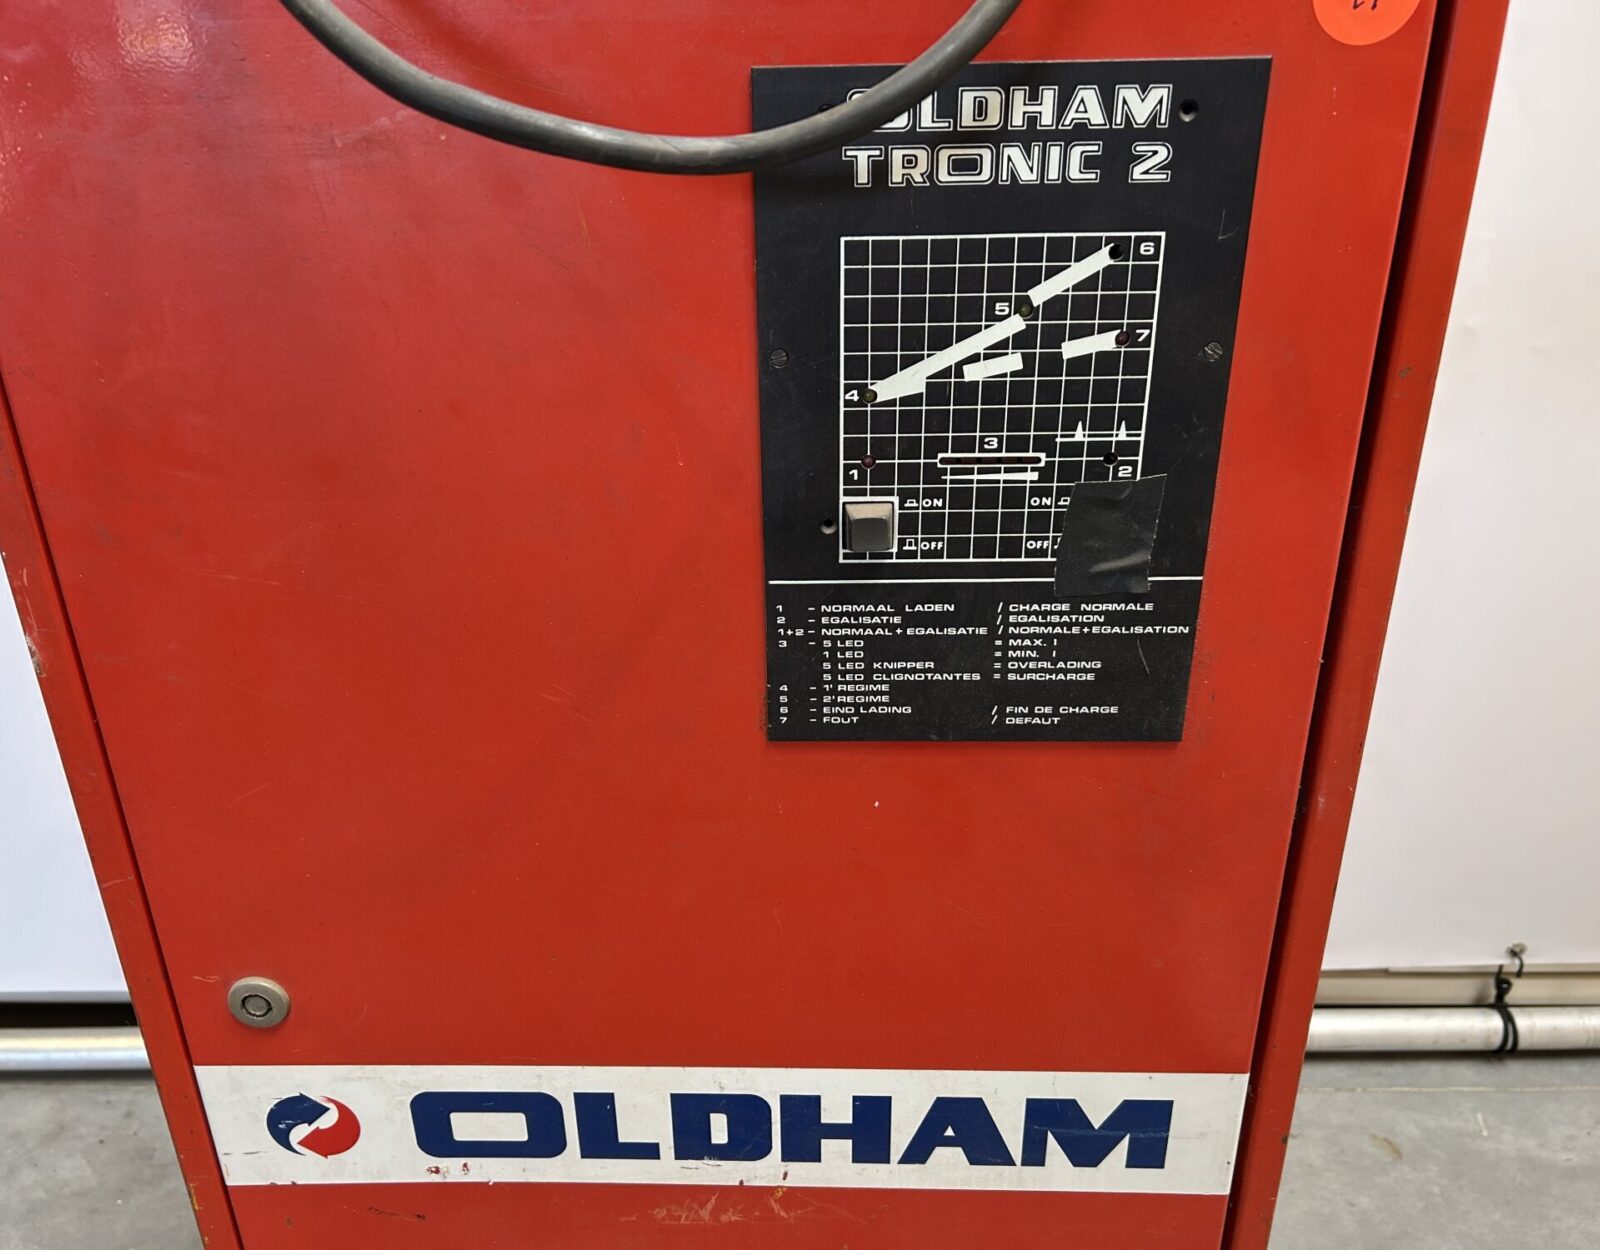 OLDHAM
TRONIC 2
6
5
7
4
3
1
2
ON
ON
OFF
OFF
1 - NORMAAL LADEN / CHARGE NORMALE
2 - EGALISATIE / EGALISATION
1+2 - NORMAAL + EGALISATIE / NORMALE + EGALISATION
3 - 5 LED = MAX. I
1 LED = MIN. I
5 LED KNIPPER = OVERLADING
5 LED CLIGNOTANTES = SURCHARGE
4 - 1' REGIME
5 - 2' REGIME
6 - EIND LADING / FIN DE CHARGE
7 - FOUT / DEFAUT
OLDHAM